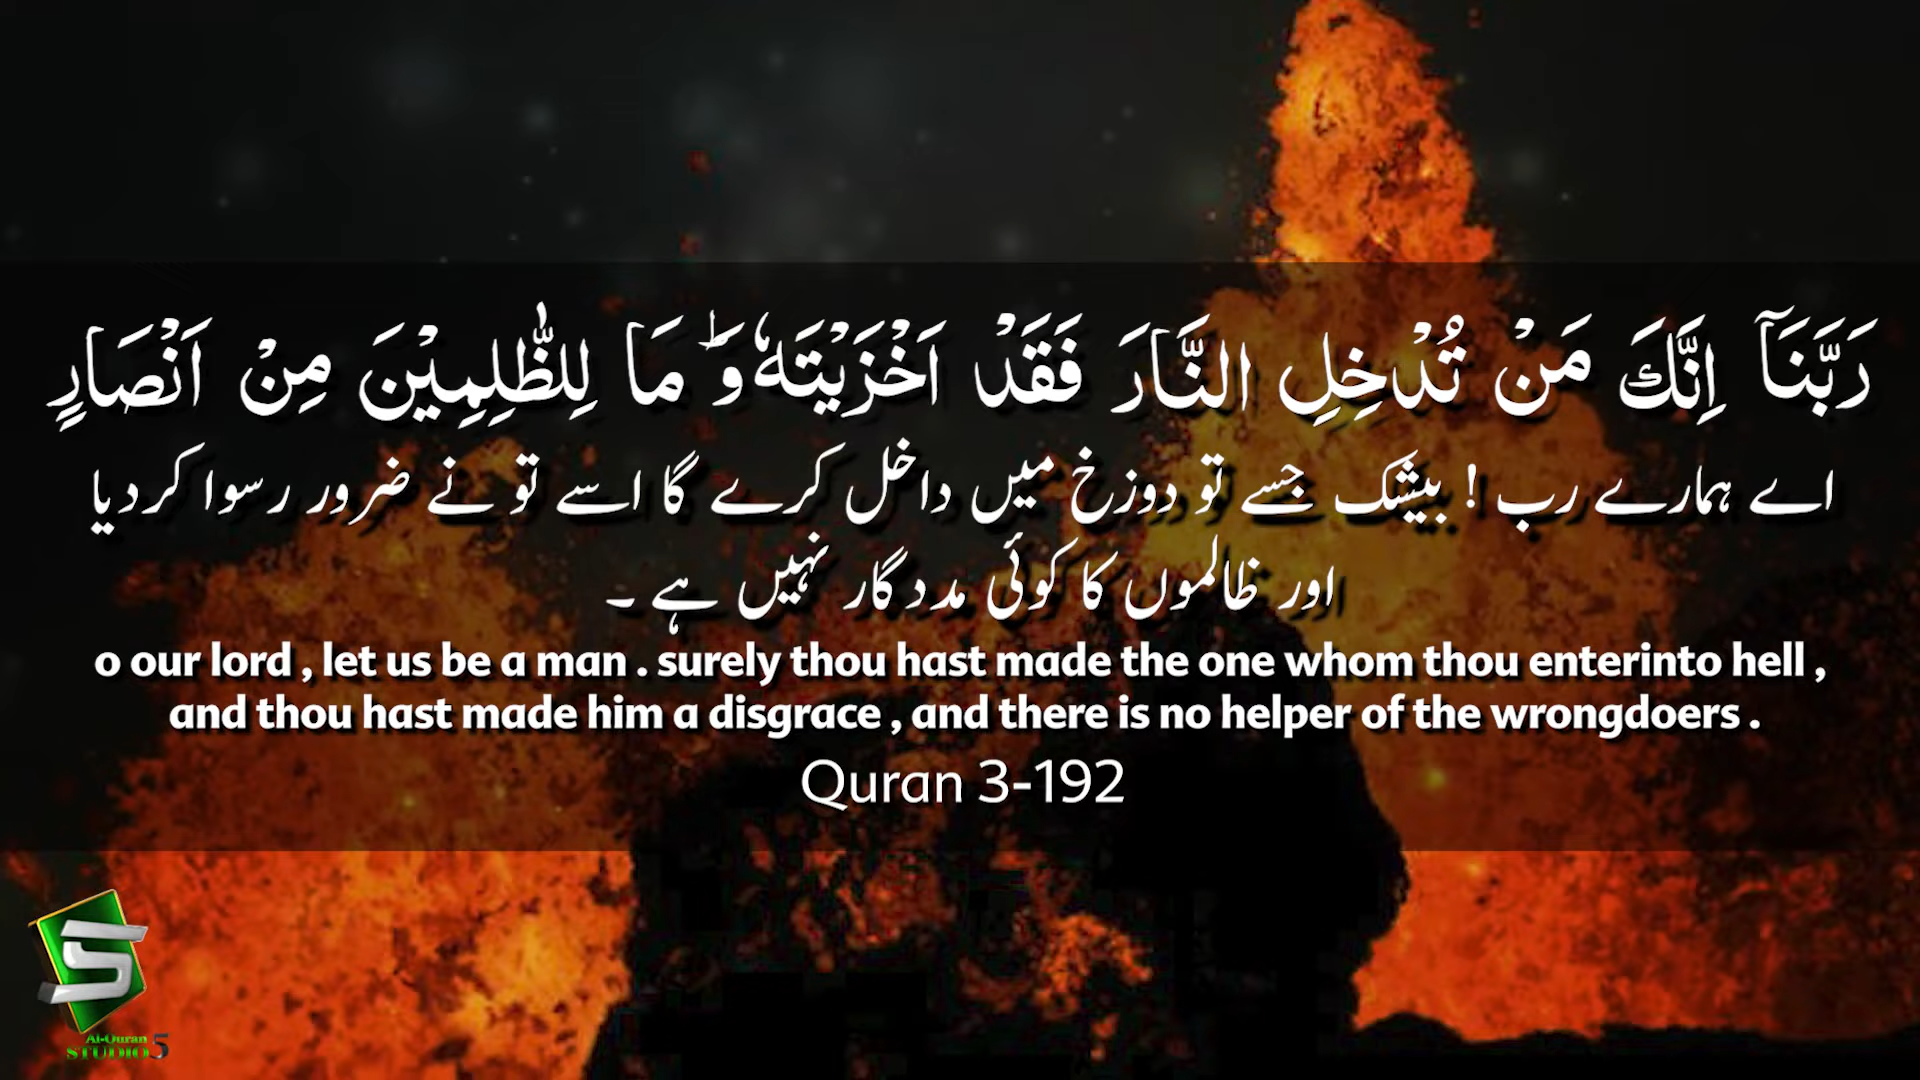 رَبَّنَآ اِنَّكَ مَنْ تُدْخِلِ النَّارَ فَقَدْ اَخْزَيْتَهٗ ؕ وَ مَا لِلظّٰلِمِيْنَ مِنْ اَنْصَارٍ
اے ہمارے رب ! بیشک جسے تو دوزخ میں داخل کرے گا اسے تو نے ضرور رسوا کردیا
اور ظالموں کا کوئی مددگار نہیں ہے ۔
o our lord , let us be a man . surely thou hast made the one whom thou enterinto hell ,
and thou hast made him a disgrace , and there is no helper of the wrongdoers .
Quran 3-192
S
Al-Quran
STUDIO 5